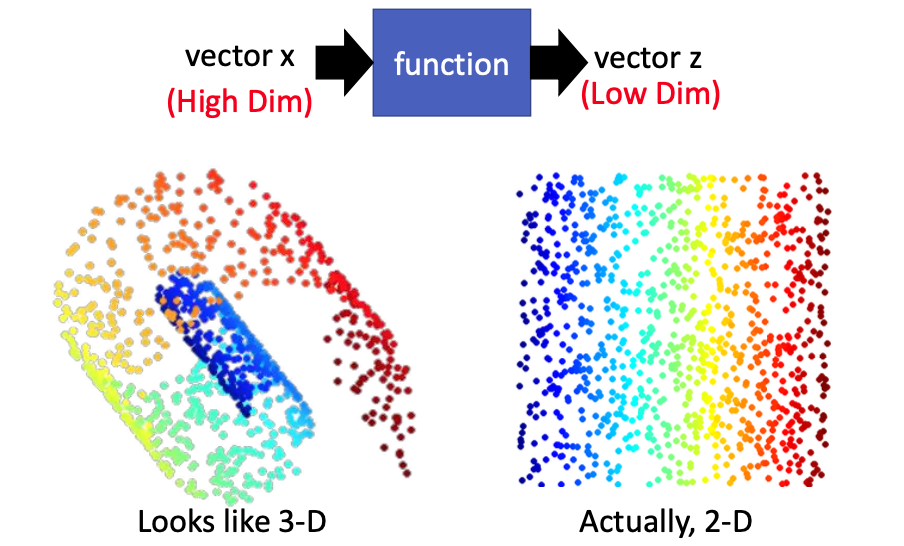 vector x
(High Dim)
function
vector z
(Low Dim)
Looks like 3-D
Actually, 2-D